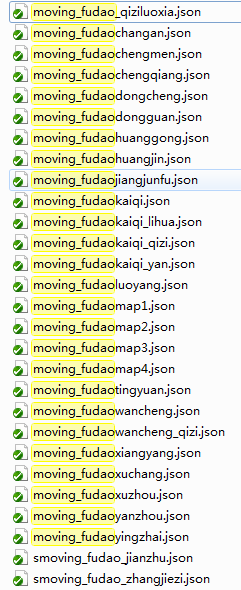 moving_fudao_qiziluoxia.json
moving_fudaochangan.json
moving_fudaochengmen.json
moving_fudaochengqiang.json
moving_fudaodongcheng.json
moving_fudaodongguan.json
moving_fudaohuanggong.json
moving_fudaohuangjin.json
moving_fudaojiangjunfu.json
moving_fudaokaiqi.json
moving_fudaokaiqi_lihua.json
moving_fudaokaiqi_qizi.json
moving_fudaokaiqi_yan.json
moving_fudaoluoyang.json
moving_fudaomap1.json
moving_fudaomap2.json
moving_fudaomap3.json
moving_fudaomap4.json
moving_fudaotingyuan.json
moving_fudaowancheng.json
moving_fudaowancheng_qizi.json
moving_fudaoxiangyang.json
moving_fudaoxuchang.json
moving_fudaoxuzhou.json
moving_fudaoyanzhou.json
moving_fudaoyingzhai.json
smoving_fudao_jianzhu.json
smoving_fudao_zhangjiezi.json